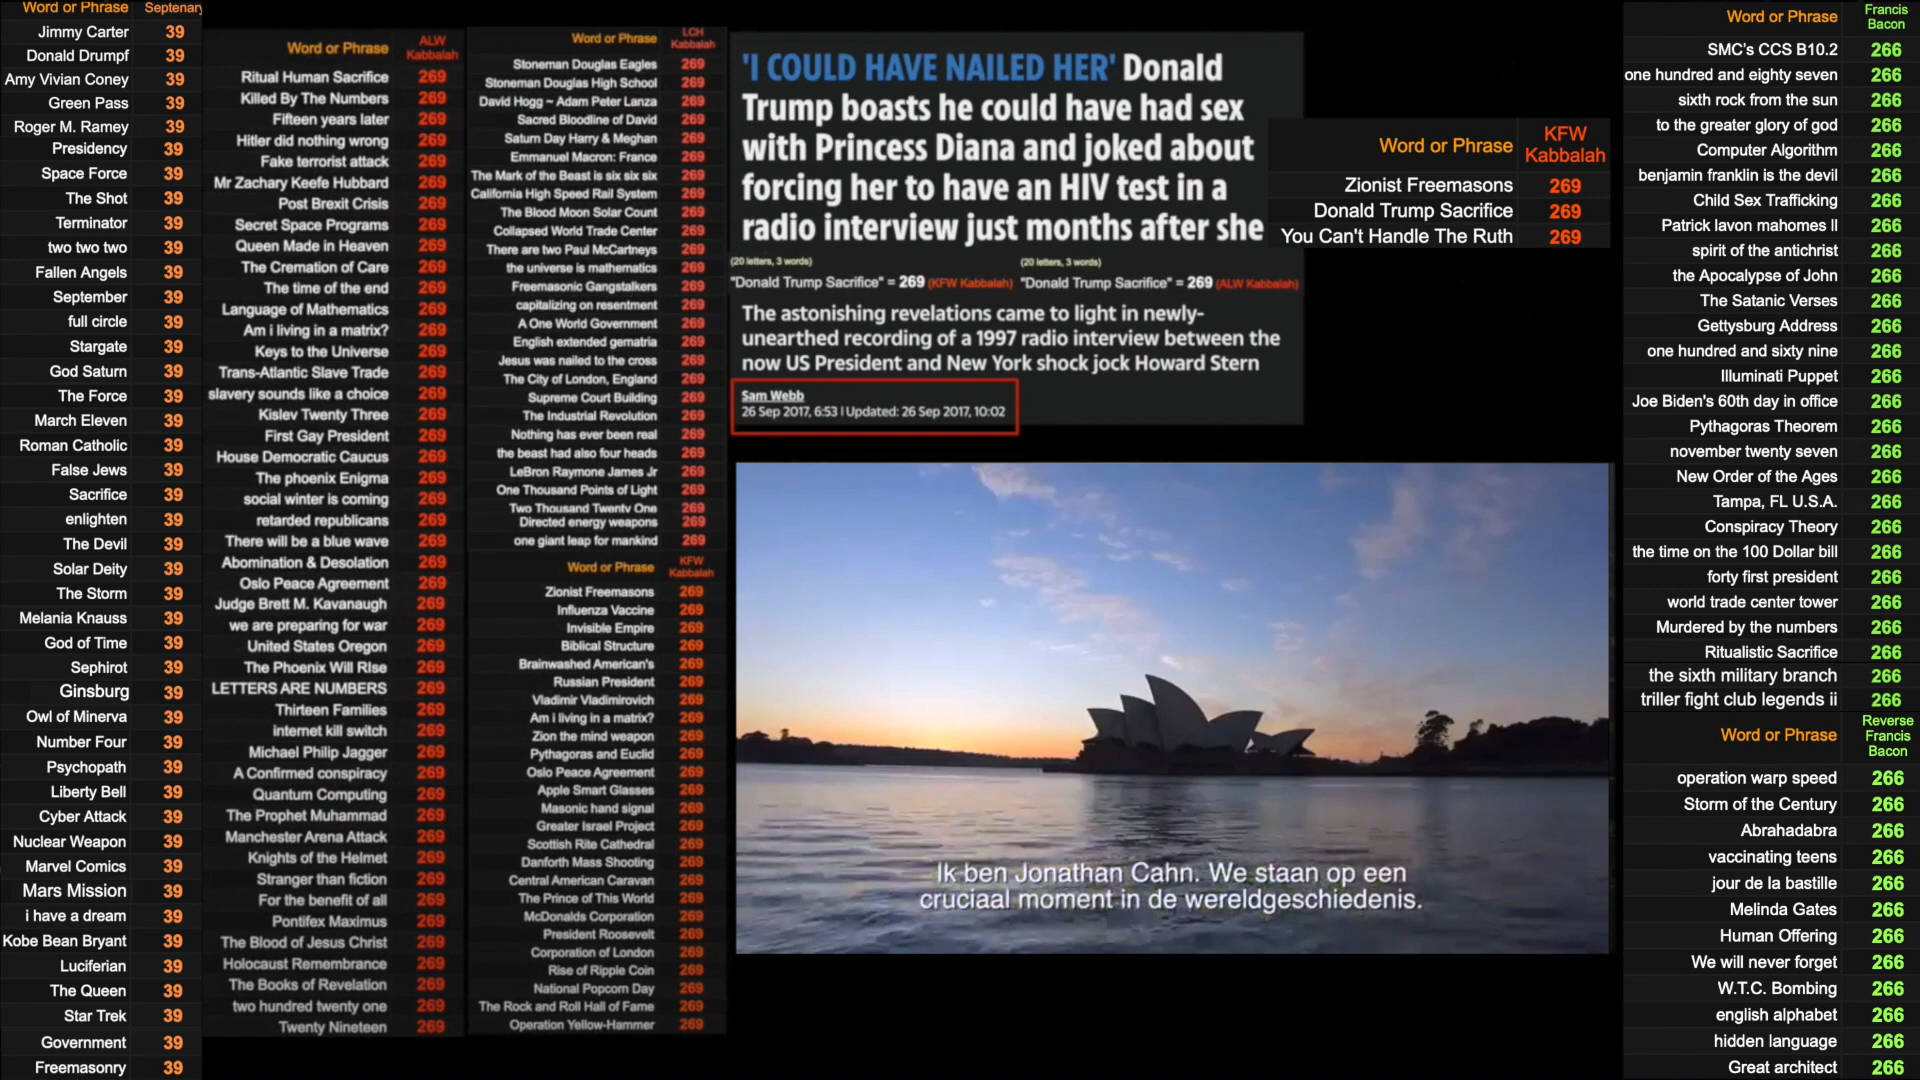 Word or Phrase Septenary
Jimmy Carter 39
Donald Drumpf 39
Amy Vivian Coney 39
Green Pass 39
Roger M. Ramey 39
Presidency 39
Space Force 39
The Shot 39
Terminator 39
two two two 39
Fallen Angels 39
September 39
full circle 39
Stargate 39
God Saturn 39
The Force 39
March Eleven 39
Roman Catholic 39
False Jews 39
Sacrifice 39
enlighten 39
The Devil 39
Solar Deity 39
The Storm 39
Melania Knauss 39
God of Time 39
Sephirot 39
Ginsburg 39
Owl of Minerva 39
Number Four 39
Psychopath 39
Liberty Bell 39
Cyber Attack 39
Nuclear Weapon 39
Marvel Comics 39
Mars Mission 39
i have a dream 39
Kobe Bean Bryant 39
Luciferian 39
The Queen 39
Star Trek 39
Government 39
Freemasonry 39
Word or Phrase ALW Kabbalah
Ritual Human Sacrifice 269
Killed By The Numbers 269
Fifteen years later 269
Hitler did nothing wrong 269
Fake terrorist attack 269
Mr Zachary Keefe Hubbard 269
Post Brexit Crisis 269
Secret Space Programs 269
Queen Made in Heaven 269
The Cremation of Care 269
The time of the end 269
Language of Mathematics 269
Am i living in a matrix? 269
Keys to the Universe 269
Trans-Atlantic Slave Trade 269
slavery sounds like a choice 269
Kislev Twenty Three 269
First Gay President 269
House Democratic Caucus 269
The phoenix Enigma 269
social winter is coming 269
retarded republicans 269
There will be a blue wave 269
Abomination & Desolation 269
Oslo Peace Agreement 269
Judge Brett M. Kavanaugh 269
we are preparing for war 269
United States Oregon 269
The Phoenix Will RIse 269
LETTERS ARE NUMBERS 269
Thirteen Families 269
internet kill switch 269
Michael Philip Jagger 269
A Confirmed conspiracy 269
Quantum Computing 269
The Prophet Muhammad 269
Manchester Arena Attack 269
Knights of the Helmet 269
Stranger than fiction 269
For the benefit of all 269
Pontifex Maximus 269
The Blood of Jesus Christ 269
Holocaust Remembrance 269
The Books of Revelation 269
two hundred twenty one 269
Twenty Nineteen 269
Word or Phrase LCH Kabbalah
Stoneman Douglas Eagles 269
Stoneman Douglas High School 269
David Hogg ~ Adam Peter Lanza 269
Sacred Bloodline of David 269
Saturn Day Harry & Meghan 269
Emmanuel Macron: France 269
The Mark of the Beast is six six six 269
California High Speed Rail System 269
The Blood Moon Solar Count 269
Collapsed World Trade Center 269
There are two Paul McCartneys 269
the universe is mathematics 269
Freemasonic Gangstalkers 269
capitalizing on resentment 269
A One World Government 269
English extended gematria 269
Jesus was nailed to the cross 269
The City of London, England 269
Supreme Court Building 269
The Industrial Revolution 269
Nothing has ever been real 269
the beast had also four heads 269
LeBron Raymone James Jr 269
One Thousand Points of Light 269
Two Thousand Twenty One 269
Directed energy weapons 269
one giant leap for mankind 269
Word or Phrase KFW Kabbalah
Zionist Freemasons 269
Influenza Vaccine 269
Invisible Empire 269
Biblical Structure 269
Brainwashed American's 269
Russian President 269
Vladimir Vladimirovich 269
Am i living in a matrix? 269
Zion the mind weapon 269
Pythagoras and Euclid 269
Oslo Peace Agreement 269
Apple Smart Glasses 269
Masonic hand signal 269
Greater Israel Project 269
Scottish Rite Cathedral 269
Danforth Mass Shooting 269
Central American Caravan 269
The Prince of This World 269
McDonalds Corporation 269
President Roosevelt 269
Corporation of London 269
Rise of Ripple Coin 269
National Popcorn Day 269
The Rock and Roll Hall of Fame 269
Operation Yellow-Hammer 269
'I COULD HAVE NAILED HER' Donald
Trump boasts he could have had sex
with Princess Diana and joked about
forcing her to have an HIV test in a
radio interview just months after she
(20 letters, 3 words) (20 letters, 3 words)
"Donald Trump Sacrifice" = 269 (KFW Kabbalah) "Donald Trump Sacrifice" = 269 (ALW Kabbalah)
The astonishing revelations came to light in newly-
unearthed recording of a 1997 radio interview between the
now US President and New York shock jock Howard Stern
Sam Webb
26 Sep 2017, 6:53 | Updated: 26 Sep 2017, 10:02
Word or Phrase KFW Kabbalah
Zionist Freemasons 269
Donald Trump Sacrifice 269
You Can't Handle The Ruth 269
Ik ben Jonathan Cahn. We staan op een
cruciaal moment in de wereldgeschiedenis.
Word or Phrase Francis Bacon
SMC's CCS B10.2 266
one hundred and eighty seven 266
sixth rock from the sun 266
to the greater glory of god 266
Computer Algorithm 266
benjamin franklin is the devil 266
Child Sex Trafficking 266
Patrick lavon mahomes II 266
spirit of the antichrist 266
the Apocalypse of John 266
The Satanic Verses 266
Gettysburg Address 266
one hundred and sixty nine 266
Illuminati Puppet 266
Joe Biden's 60th day in office 266
Pythagoras Theorem 266
november twenty seven 266
New Order of the Ages 266
Tampa, FL U.S.A. 266
Conspiracy Theory 266
the time on the 100 Dollar bill 266
forty first president 266
world trade center tower 266
Murdered by the numbers 266
Ritualistic Sacrifice 266
the sixth military branch 266
triller fight club legends ii 266
Word or Phrase Reverse Francis Bacon
operation warp speed 266
Storm of the Century 266
Abrahadabra 266
vaccinating teens 266
jour de la bastille 266
Melinda Gates 266
Human Offering 266
We will never forget 266
W.T.C. Bombing 266
english alphabet 266
hidden language 266
Great architect 266